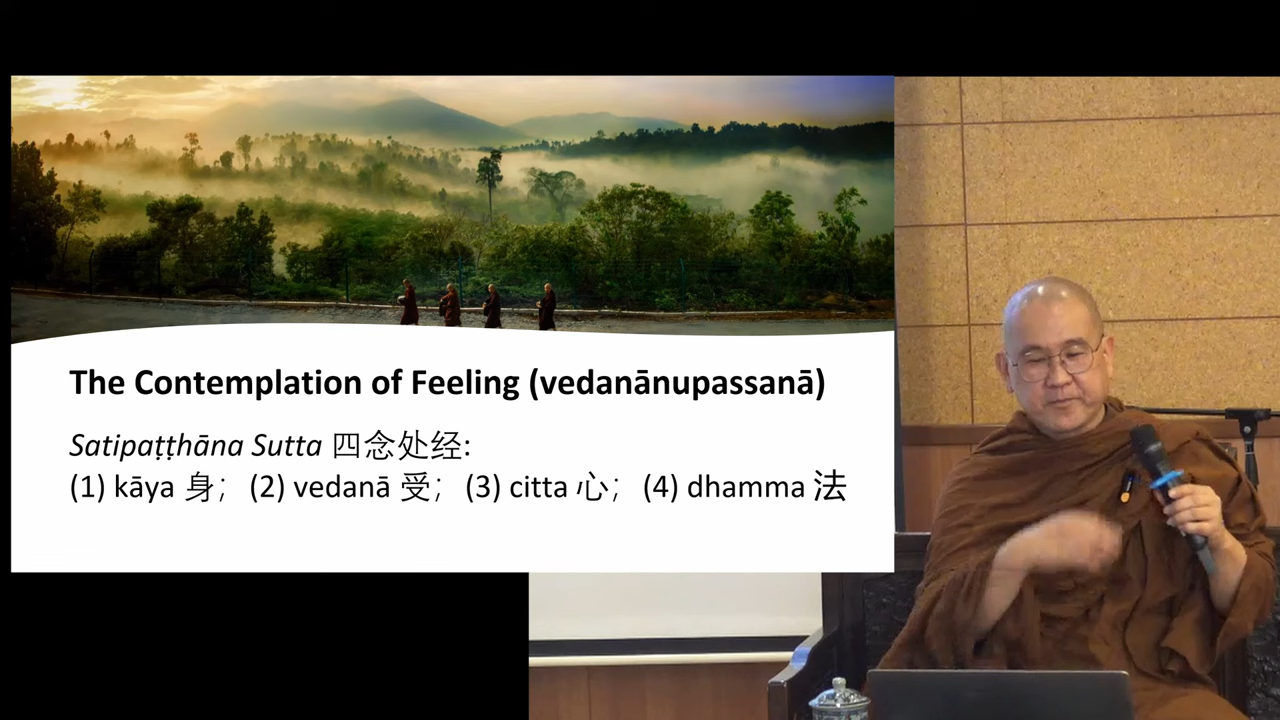 The Contemplation of Feeling (vedanānupassanā)
Satipaṭṭhāna Sutta 四念处经:
(1) kāya 身； (2) vedanā 受； (3) citta 心； (4) dhamma 法